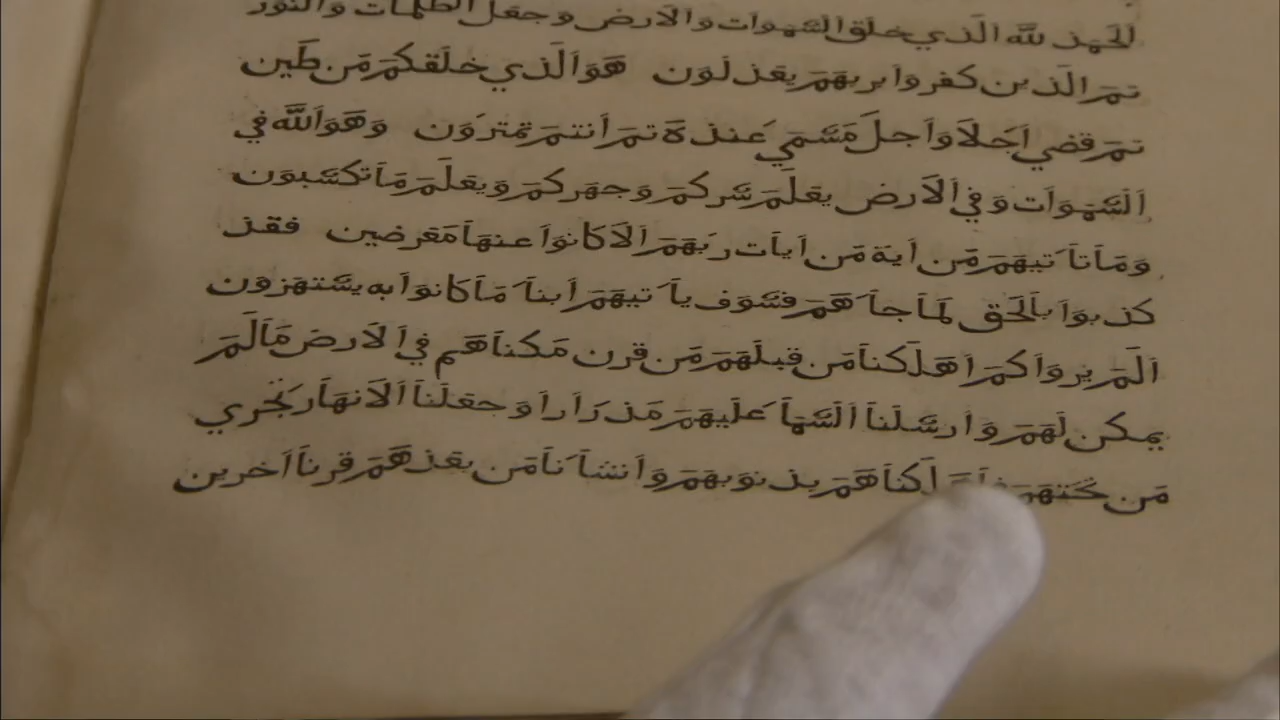 الحمد لله الذي خلق السموات والارض وجعل الظلمات والنور
ثم الذين كفروا بربهم يعدلون هو الذي خلقكم من طين
ثم قضي اجلا واجل مسمي عنده ثم انتم تمترون وهو الله في
السموات وفي الارض يعلم سركم وجهركم ويعلم ما تكسبون
وما تاتيهم من اية من ايات ربهم الا كانوا عنها معرضين فقد
كذبوا بالحق لما جاهم فسوف ياتيهم ابنا ما كانوا به يستهزون
الم يروا كم اهلكنا من قبلهم من قرن مكناهم في الارض ما لم
يمكن لهم وارسلنا السما عليهم مدرارا وجعلنا الانهار تجري
من تحتهم لكناهم بذنوبهم وانشانا من بعدهم قرنا اخرين